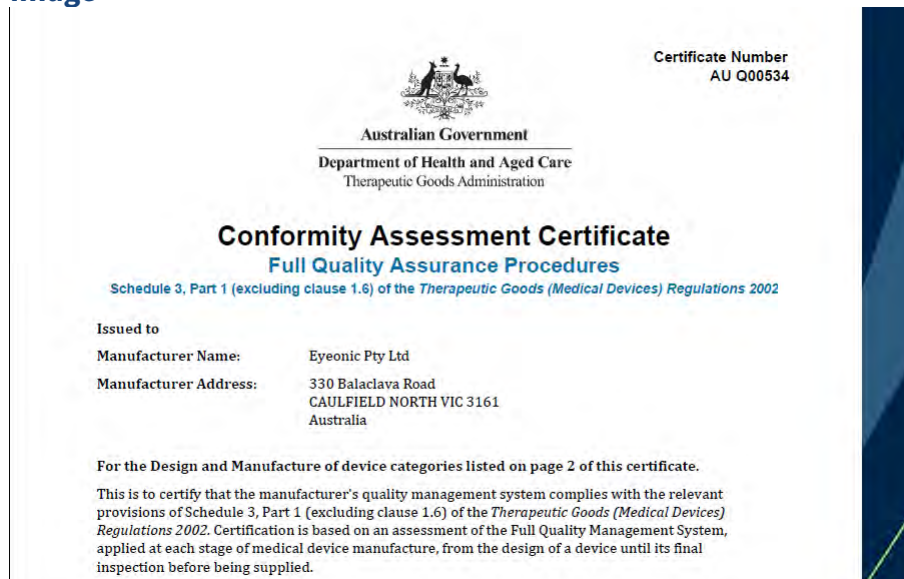 Image
Certificate Number
AU Q00534
Australian Government
Department of Health and Aged Care
Therapeutic Goods Administration
Conformity Assessment Certificate
Full Quality Assurance Procedures
Schedule 3, Part 1 (excluding clause 1.6) of the Therapeutic Goods (Medical Devices) Regulations 2002
Issued to
Manufacturer Name: Eyeonic Pty Ltd
Manufacturer Address: 330 Balaclava Road
CAULFIELD NORTH VIC 3161
Australia
For the Design and Manufacture of device categories listed on page 2 of this certificate.
This is to certify that the manufacturer's quality management system complies with the relevant
provisions of Schedule 3, Part 1 (excluding clause 1.6) of the Therapeutic Goods (Medical Devices)
Regulations 2002. Certification is based on an assessment of the Full Quality Management System,
applied at each stage of medical device manufacture, from the design of a device until its final
inspection before being supplied.